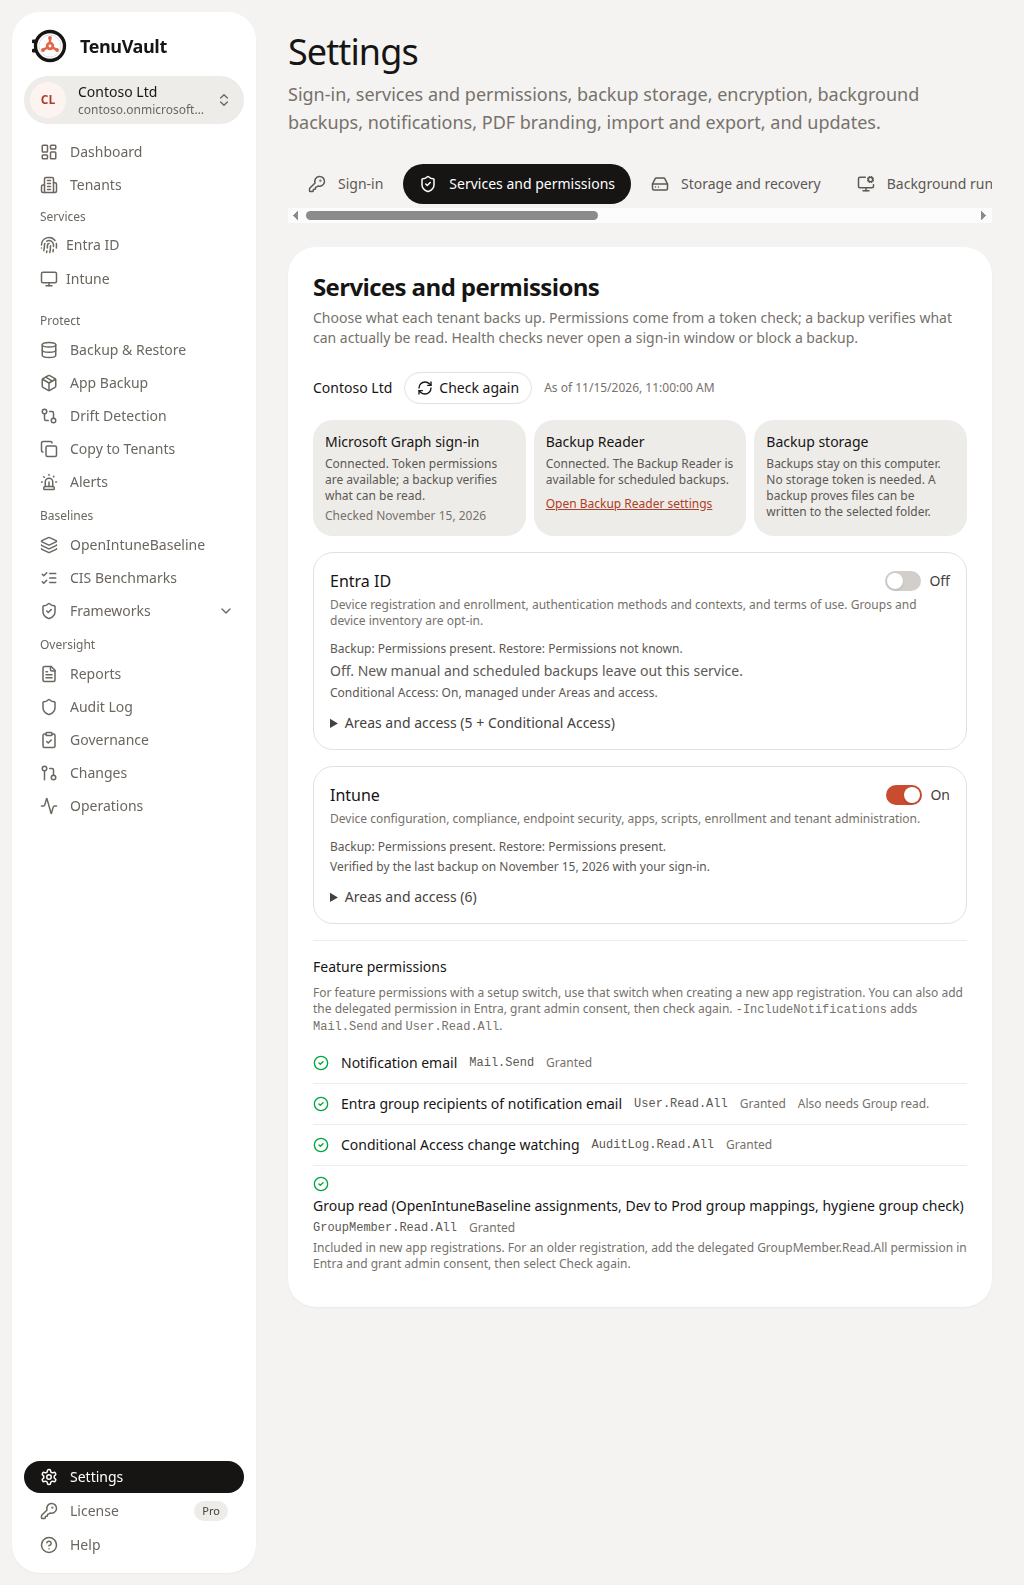 TenuVault
CL
Contoso Ltd
contoso.onmicrosoft...
Dashboard
Tenants
Services
Entra ID
Intune
Protect
Backup & Restore
App Backup
Drift Detection
Copy to Tenants
Alerts
Baselines
OpenIntuneBaseline
CIS Benchmarks
Frameworks
Oversight
Reports
Audit Log
Governance
Changes
Operations
Settings
License
Pro
Help
Settings
Sign-in, services and permissions, backup storage, encryption, background
backups, notifications, PDF branding, import and export, and updates.
Sign-in
Services and permissions
Storage and recovery
Background run
Services and permissions
Choose what each tenant backs up. Permissions come from a token check; a backup verifies what
can actually be read. Health checks never open a sign-in window or block a backup.
Contoso Ltd
Check again
As of 11/15/2026, 11:00:00 AM
Microsoft Graph sign-in
Connected. Token permissions
are available; a backup verifies
what can be read.
Checked November 15, 2026
Backup Reader
Connected. The Backup Reader is
available for scheduled backups.
Open Backup Reader settings
Backup storage
Backups stay on this computer.
No storage token is needed. A
backup proves files can be
written to the selected folder.
Entra ID
Off
Device registration and enrollment, authentication methods and contexts, and terms of use. Groups and
device inventory are opt-in.
Backup: Permissions present. Restore: Permissions not known.
Off. New manual and scheduled backups leave out this service.
Conditional Access: On, managed under Areas and access.
Areas and access (5 + Conditional Access)
Intune
On
Device configuration, compliance, endpoint security, apps, scripts, enrollment and tenant administration.
Backup: Permissions present. Restore: Permissions present.
Verified by the last backup on November 15, 2026 with your sign-in.
Areas and access (6)
Feature permissions
For feature permissions with a setup switch, use that switch when creating a new app registration. You can also add
the delegated permission in Entra, grant admin consent, then check again. -IncludeNotifications adds
Mail.Send and User.Read.All.
Notification email Mail.Send Granted
Entra group recipients of notification email User.Read.All Granted Also needs Group read.
Conditional Access change watching AuditLog.Read.All Granted
Group read (OpenIntuneBaseline assignments, Dev to Prod group mappings, hygiene group check)
GroupMember.Read.All Granted
Included in new app registrations. For an older registration, add the delegated GroupMember.Read.All permission in
Entra and grant admin consent, then select Check again.